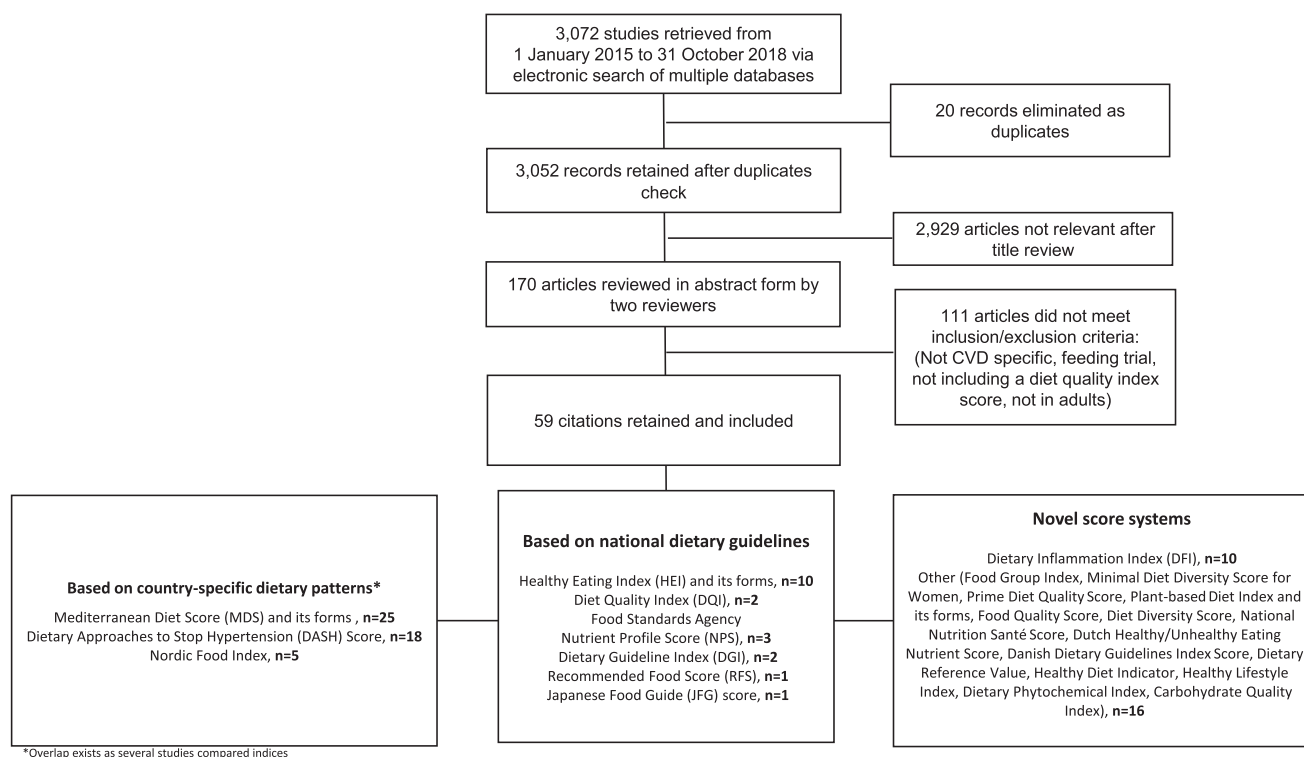 3,072 studies retrieved from
1 January 2015 to 31 October 2018 via
electronic search of multiple databases
20 records eliminated as
duplicates
3,052 records retained after duplicates
check
2,929 articles not relevant after
title review
170 articles reviewed in abstract form by
two reviewers
111 articles did not meet
inclusion/exclusion criteria:
(Not CVD specific, feeding trial,
not including a diet quality index
score, not in adults)
59 citations retained and included
Based on country-specific dietary patterns*
Mediterranean Diet Score (MDS) and its forms , n=25
Dietary Approaches to Stop Hypertension (DASH) Score, n=18
Nordic Food Index, n=5
Based on national dietary guidelines
Healthy Eating Index (HEI) and its forms, n=10
Diet Quality Index (DQI), n=2
Food Standards Agency
Nutrient Profile Score (NPS), n=3
Dietary Guideline Index (DGI), n=2
Recommended Food Score (RFS), n=1
Japanese Food Guide (JFG) score, n=1
Novel score systems
Dietary Inflammation Index (DFI), n=10
Other (Food Group Index, Minimal Diet Diversity Score for
Women, Prime Diet Quality Score, Plant-based Diet Index and
its forms, Food Quality Score, Diet Diversity Score, National
Nutrition Santé Score, Dutch Healthy/Unhealthy Eating
Nutrient Score, Danish Dietary Guidelines Index Score, Dietary
Reference Value, Healthy Diet Indicator, Healthy Lifestyle
Index, Dietary Phytochemical Index, Carbohydrate Quality
Index), n=16
*Overlap exists as several studies compared indices